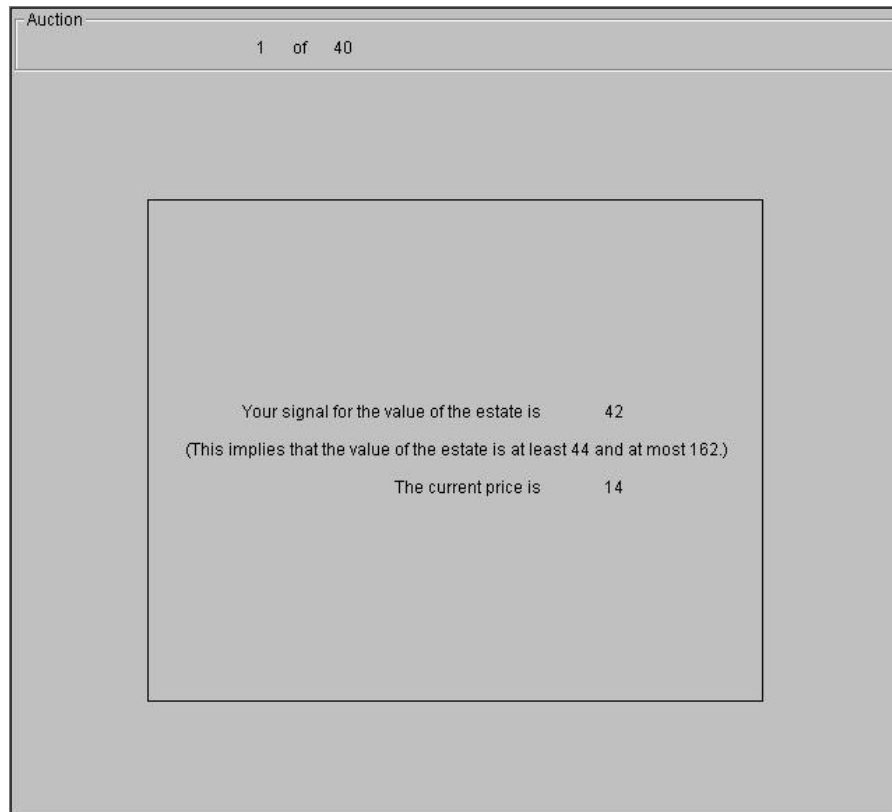 Auction
1 of 40
Your signal for the value of the estate is 42
(This implies that the value of the estate is at least 44 and at most 162.)
The current price is 14